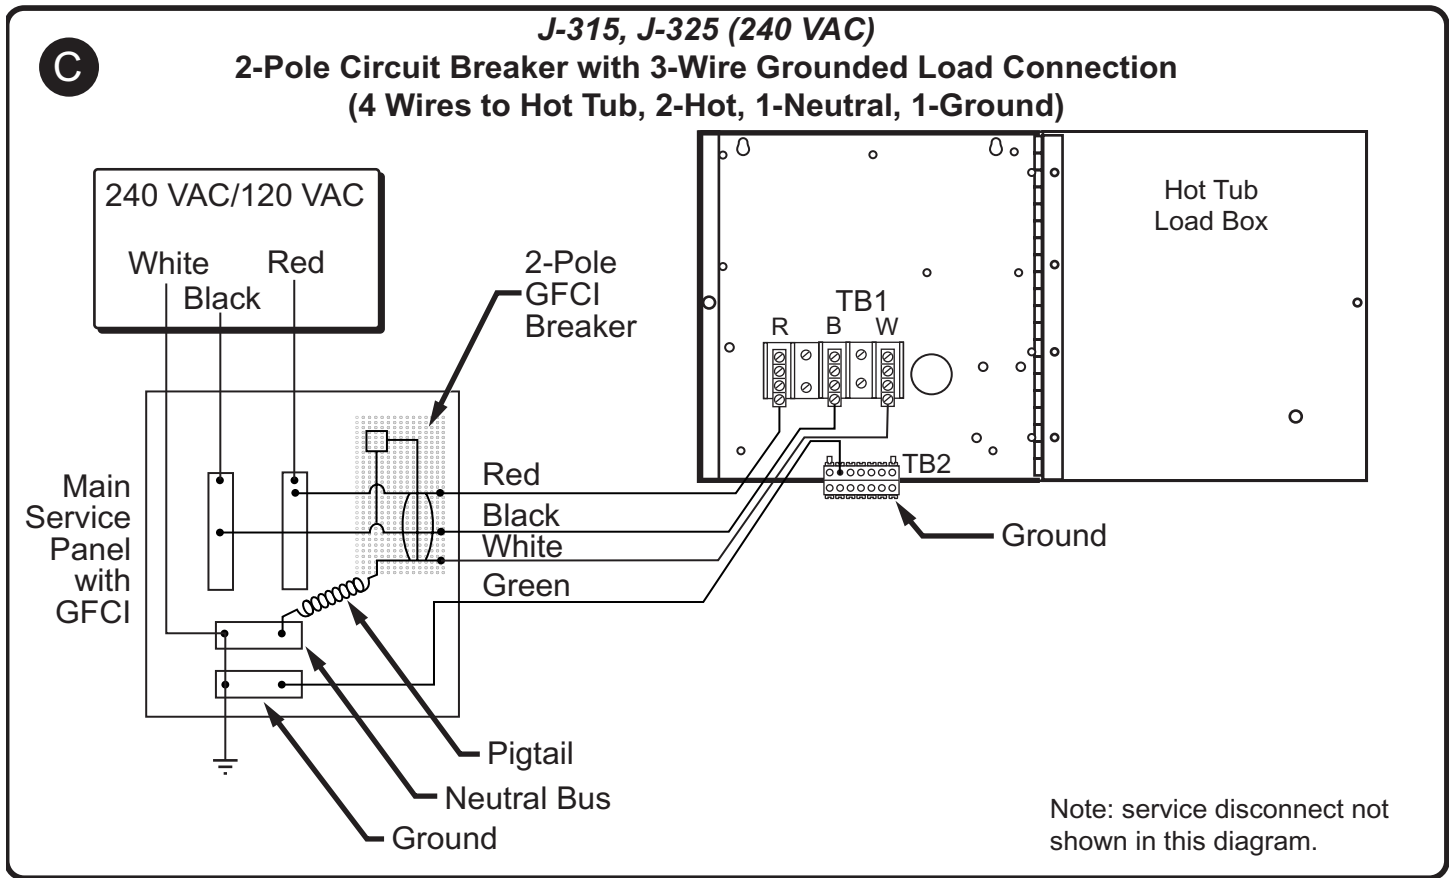 C
J-315, J-325 (240 VAC)
2-Pole Circuit Breaker with 3-Wire Grounded Load Connection
(4 Wires to Hot Tub, 2-Hot, 1-Neutral, 1-Ground)
240 VAC/120 VAC
White
Red
Black
2-Pole
GFCI
Breaker
Hot Tub
Load Box
TB1
R
B
W
Main
Service
Panel
with
GFCI
Red
Black
White
Green
TB2
Ground
Pigtail
Neutral Bus
Ground
Note: service disconnect not
shown in this diagram.